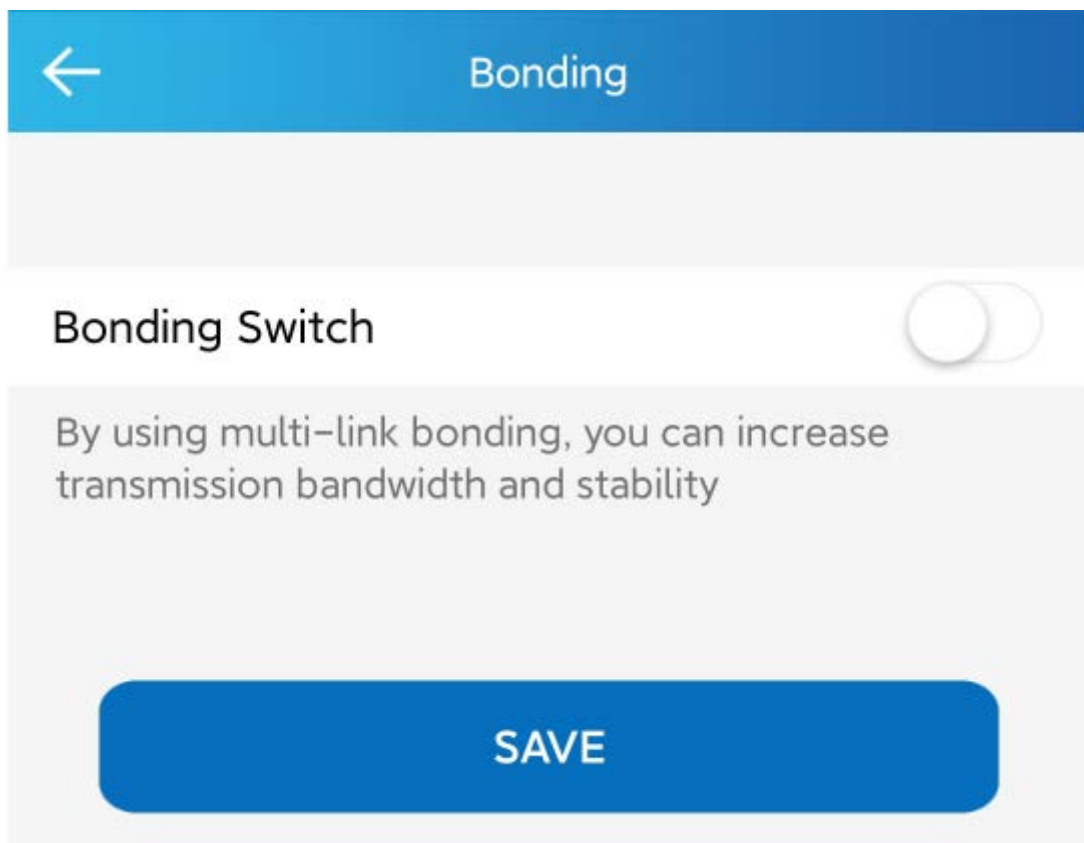 Bonding
Bonding Switch
By using multi-link bonding, you can increase
transmission bandwidth and stability
SAVE